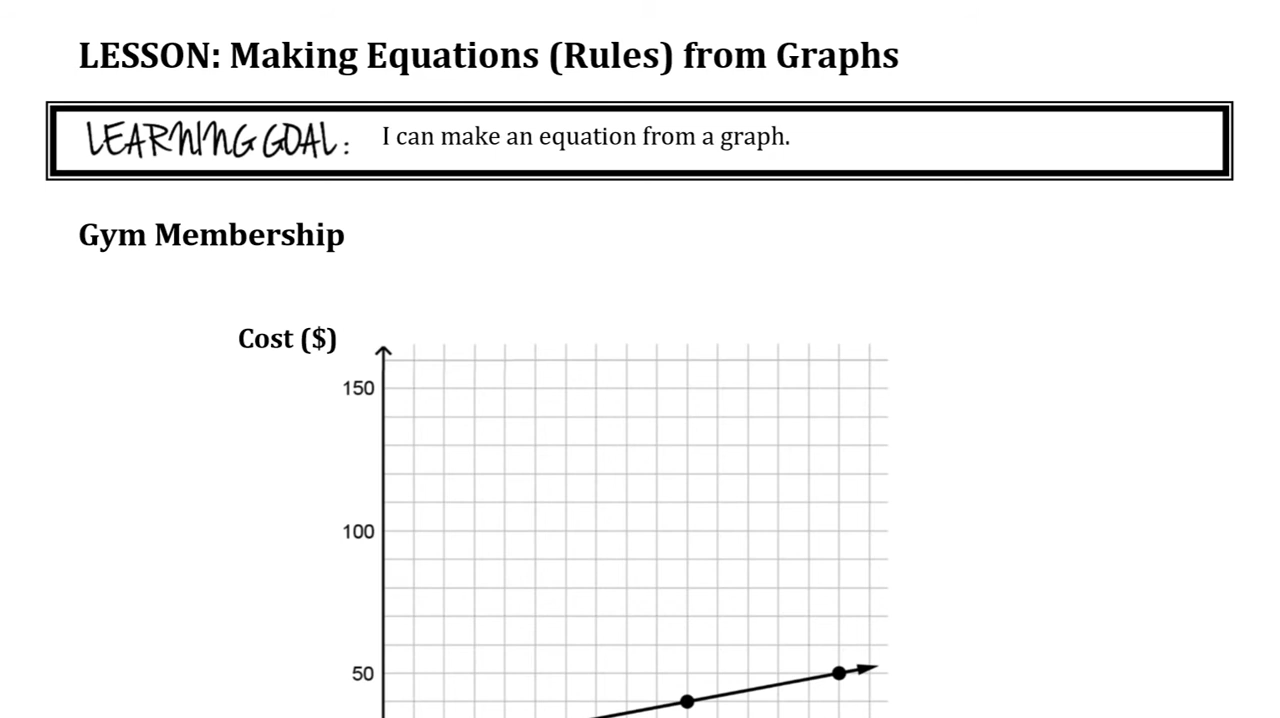 LESSON: Making Equations (Rules) from Graphs
LEARNING GOAL: I can make an equation from a graph.
Gym Membership
Cost ($)
150
100
50